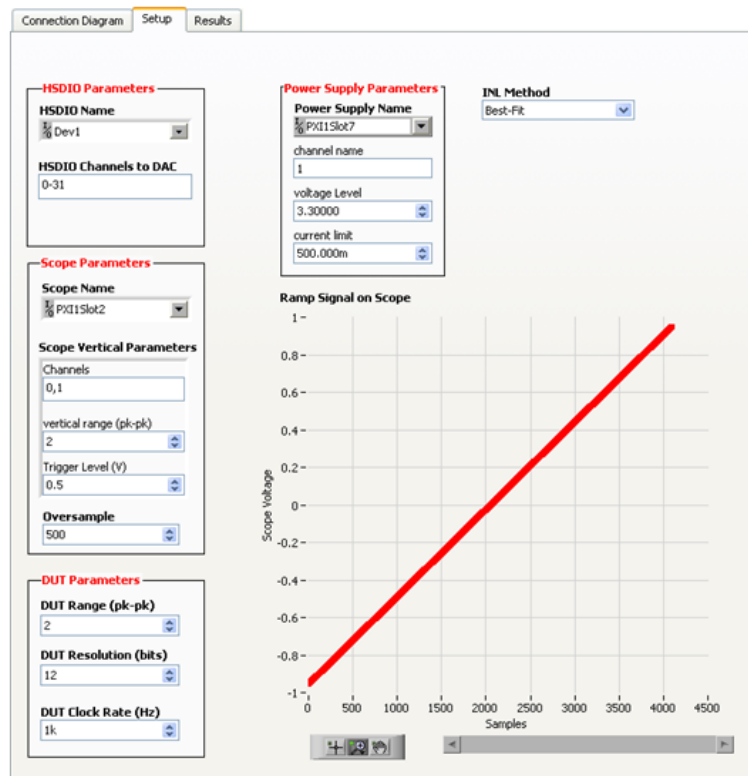 Connection Diagram Setup Results
HSDIO Parameters
HSDIO Name
Dev1
HSDIO Channels to DAC
0-31
Power Supply Parameters
Power Supply Name
PXI1Slot7
channel name
1
voltage Level
3.30000
current limit
500.000m
INL Method
Best-Fit
Scope Parameters
Scope Name
PXI1Slot2
Scope Vertical Parameters
Channels
0,1
vertical range (pk-pk)
2
Trigger Level (V)
0.5
Oversample
500
DUT Parameters
DUT Range (pk-pk)
2
DUT Resolution (bits)
12
DUT Clock Rate (Hz)
1k
Ramp Signal on Scope
Scope Voltage
1
0.8
0.6
0.4
0.2
0
-0.2
-0.4
-0.6
-0.8
-1
0 500 1000 1500 2000 2500 3000 3500 4000 4500
Samples